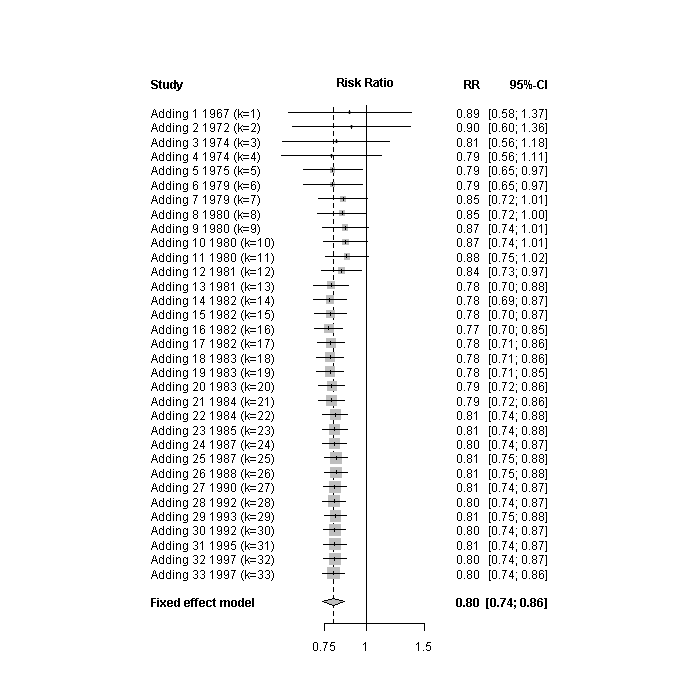 Study Risk Ratio RR 95%-CI
Adding 1 1967 (k=1) 0.89 [0.58; 1.37]
Adding 2 1972 (k=2) 0.90 [0.60; 1.36]
Adding 3 1974 (k=3) 0.81 [0.56; 1.18]
Adding 4 1974 (k=4) 0.79 [0.56; 1.11]
Adding 5 1975 (k=5) 0.79 [0.65; 0.97]
Adding 6 1979 (k=6) 0.79 [0.65; 0.97]
Adding 7 1979 (k=7) 0.85 [0.72; 1.01]
Adding 8 1980 (k=8) 0.85 [0.72; 1.00]
Adding 9 1980 (k=9) 0.87 [0.74; 1.01]
Adding 10 1980 (k=10) 0.87 [0.74; 1.01]
Adding 11 1980 (k=11) 0.88 [0.75; 1.02]
Adding 12 1981 (k=12) 0.84 [0.73; 0.97]
Adding 13 1981 (k=13) 0.78 [0.70; 0.88]
Adding 14 1982 (k=14) 0.78 [0.69; 0.87]
Adding 15 1982 (k=15) 0.78 [0.70; 0.87]
Adding 16 1982 (k=16) 0.77 [0.70; 0.85]
Adding 17 1982 (k=17) 0.78 [0.71; 0.86]
Adding 18 1983 (k=18) 0.78 [0.71; 0.86]
Adding 19 1983 (k=19) 0.78 [0.71; 0.85]
Adding 20 1983 (k=20) 0.79 [0.72; 0.86]
Adding 21 1984 (k=21) 0.79 [0.72; 0.86]
Adding 22 1984 (k=22) 0.81 [0.74; 0.88]
Adding 23 1985 (k=23) 0.81 [0.74; 0.88]
Adding 24 1987 (k=24) 0.80 [0.74; 0.87]
Adding 25 1987 (k=25) 0.81 [0.75; 0.88]
Adding 26 1988 (k=26) 0.81 [0.75; 0.88]
Adding 27 1990 (k=27) 0.81 [0.74; 0.87]
Adding 28 1992 (k=28) 0.80 [0.74; 0.87]
Adding 29 1993 (k=29) 0.81 [0.75; 0.88]
Adding 30 1992 (k=30) 0.80 [0.74; 0.87]
Adding 31 1995 (k=31) 0.81 [0.74; 0.87]
Adding 32 1997 (k=32) 0.80 [0.74; 0.87]
Adding 33 1997 (k=33) 0.80 [0.74; 0.86]
Fixed effect model 0.80 [0.74; 0.86]
0.75 1 1.5